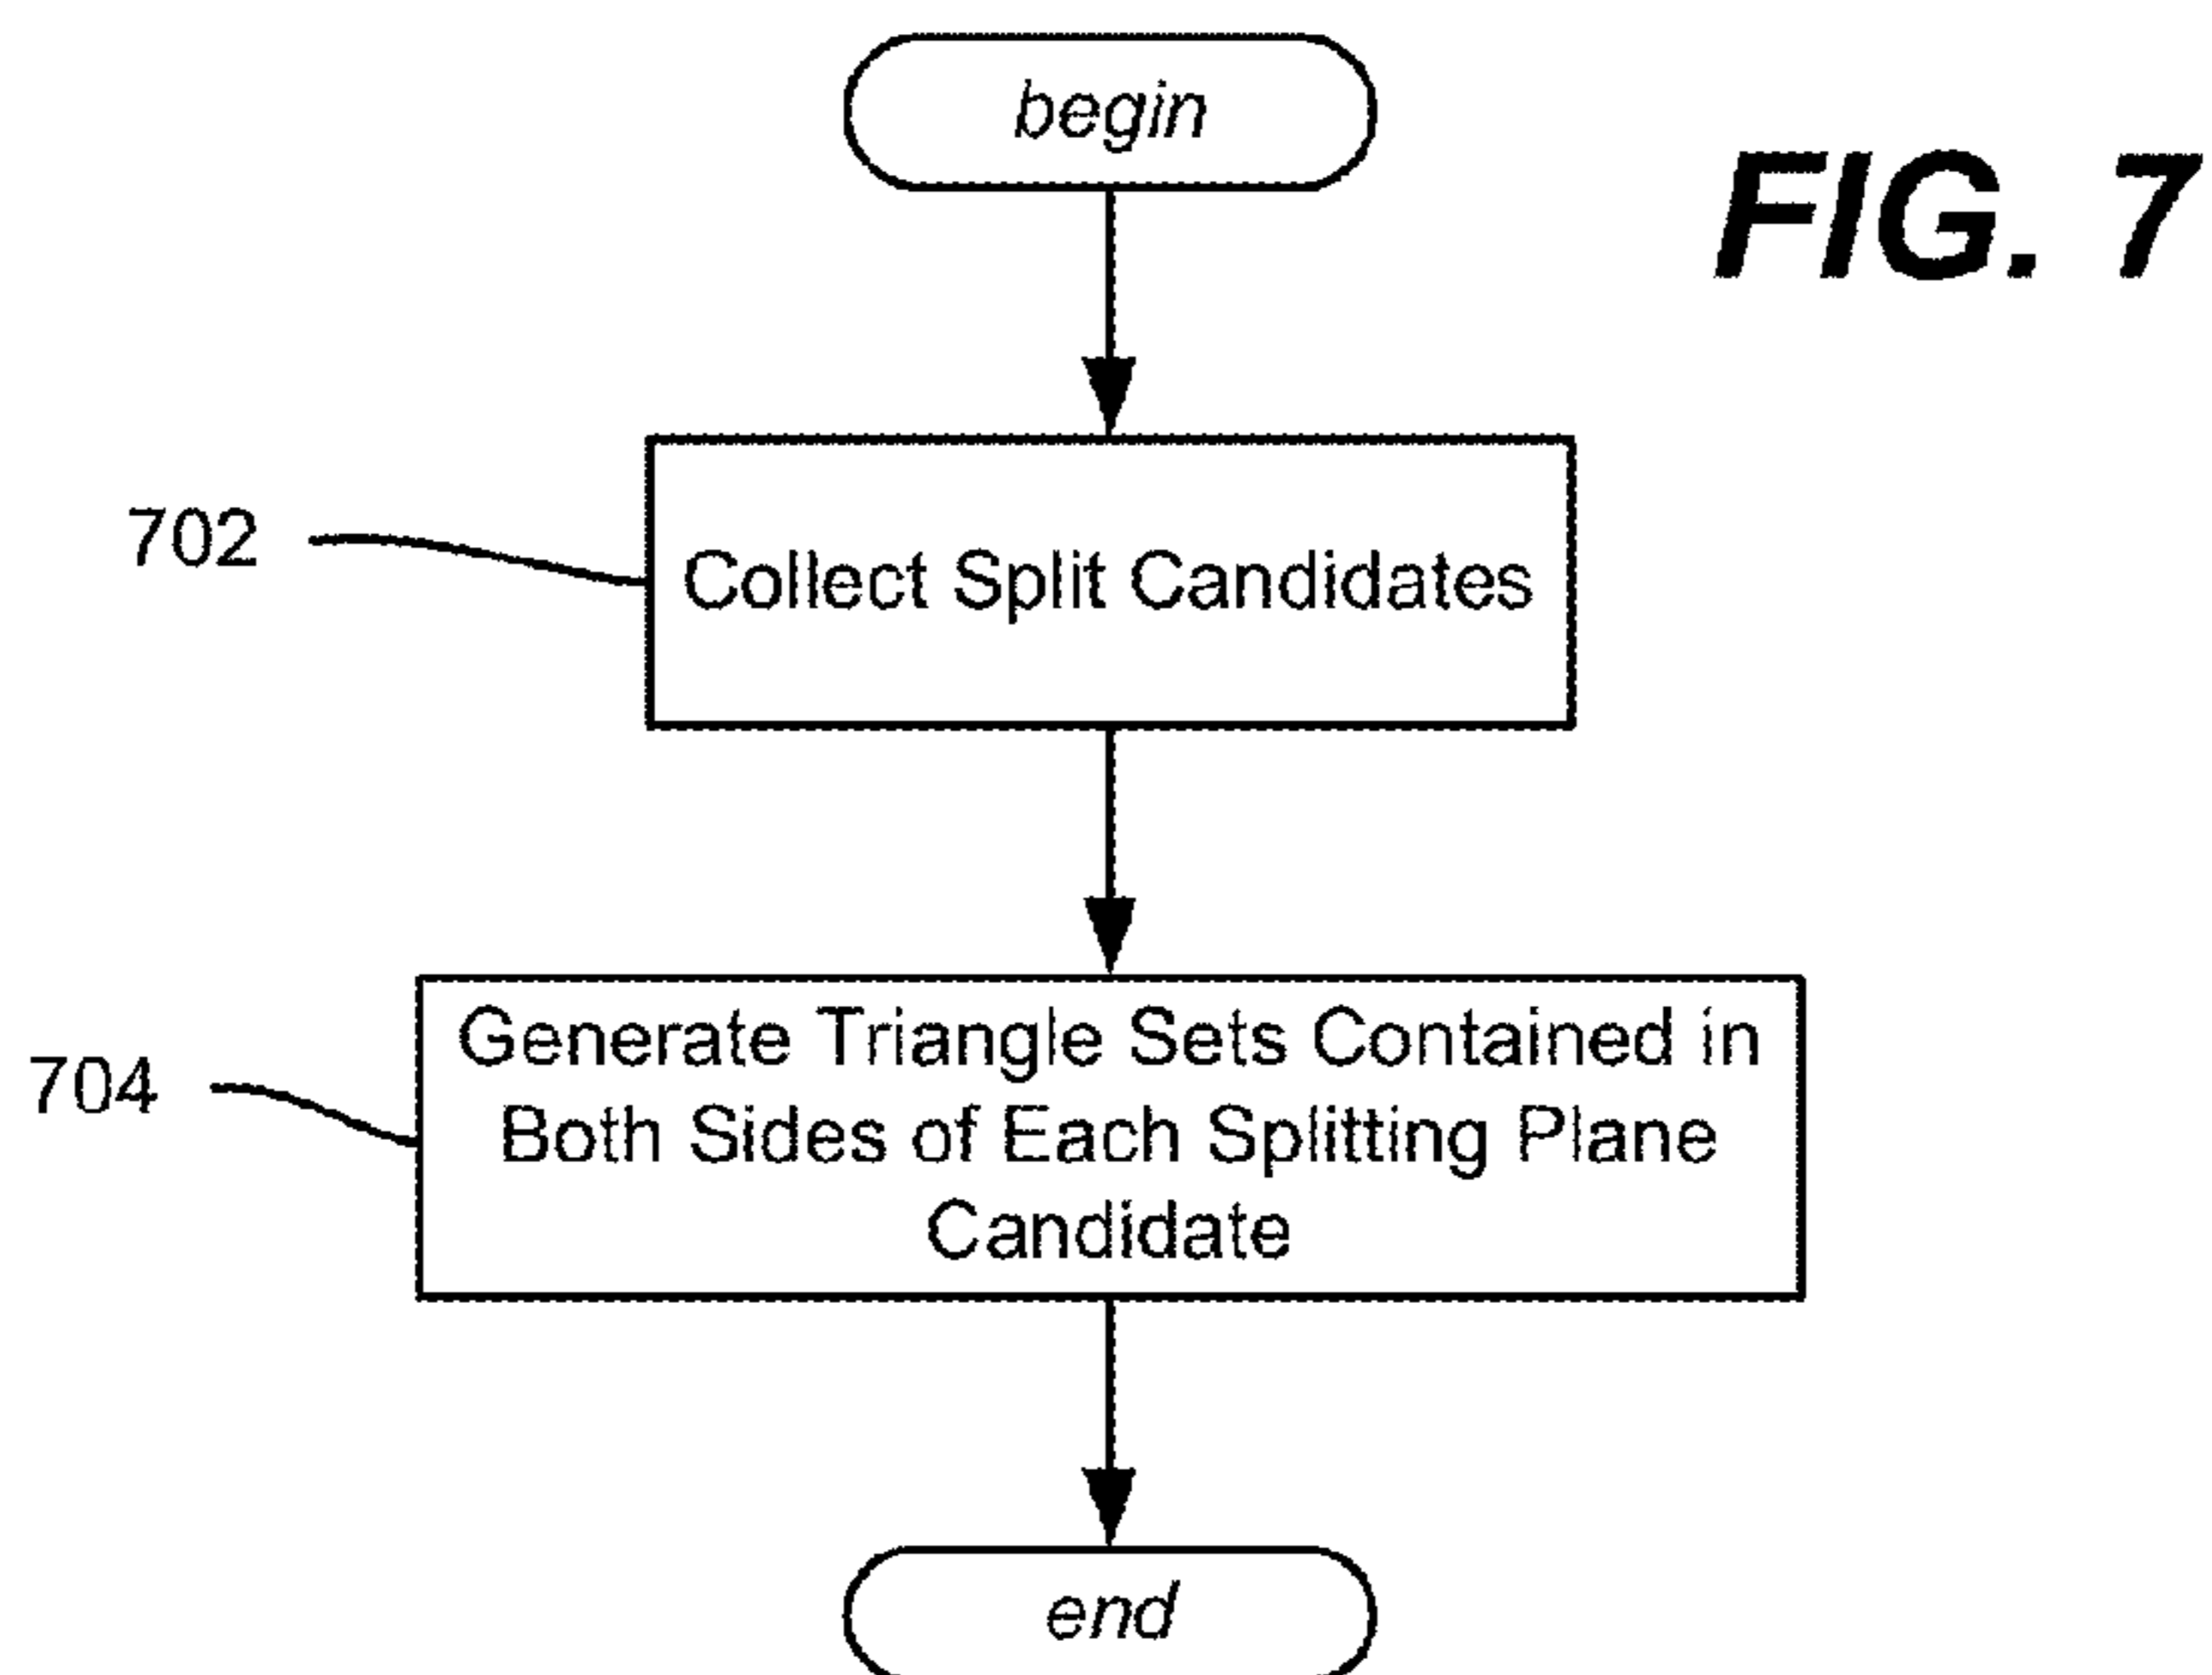 begin
FIG. 7
702
Collect Split Candidates
704
Generate Triangle Sets Contained in
Both Sides of Each Splitting Plane
Candidate
end